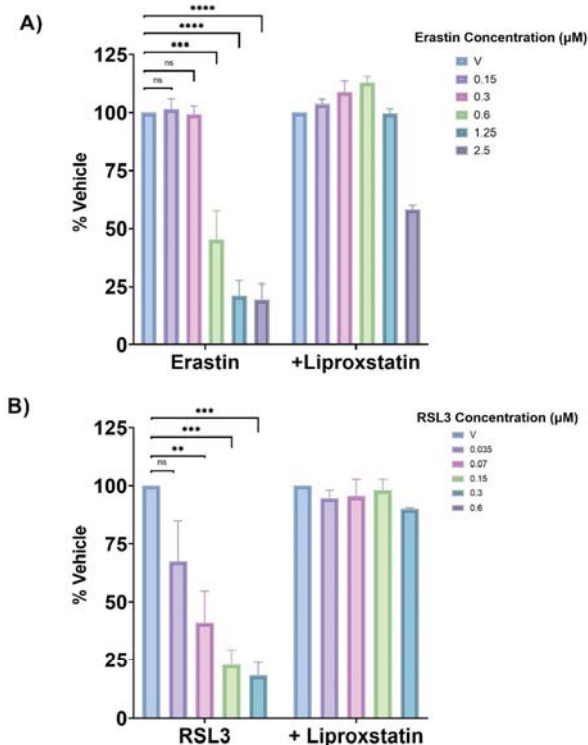 A)
****
****
***
ns
ns
125
100
75
50
25
0
% Vehicle
Erastin
+Liproxstatin
Erastin Concentration (μM)
V
0.15
0.3
0.6
1.25
2.5
B)
***
***
**
ns
125
100
75
50
25
0
% Vehicle
RSL3
+ Liproxstatin
RSL3 Concentration (μM)
V
0.035
0.07
0.15
0.3
0.6